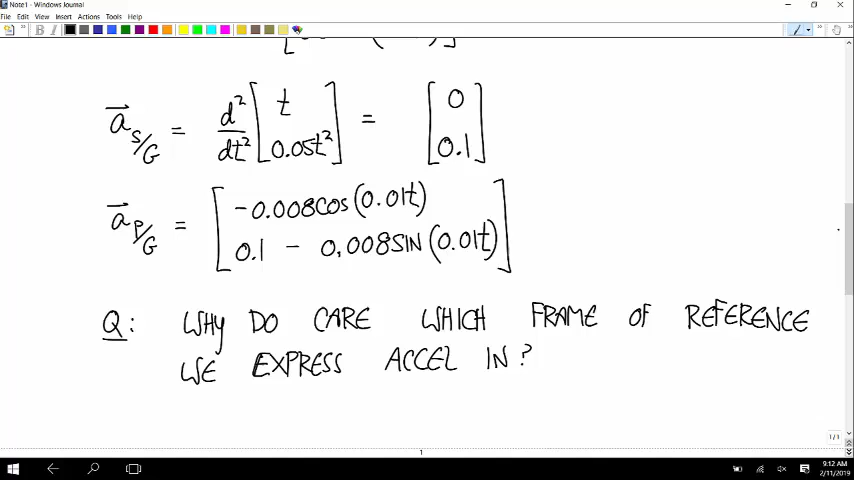 Note1 - Windows Journal
File Edit View Insert Actions Tools Help
B I
a⃗ S/G = d²/dt² [t 0.05t²] = [0 0.1]
a⃗ P/G = [-0.008cos(0.01t)
0.1 - 0.008SIN(0.01t)]
Q: WHY DO CARE WHICH FRAME OF REFERENCE
WE EXPRESS ACCEL IN?
1/1
1
9:12 AM
2/11/2019